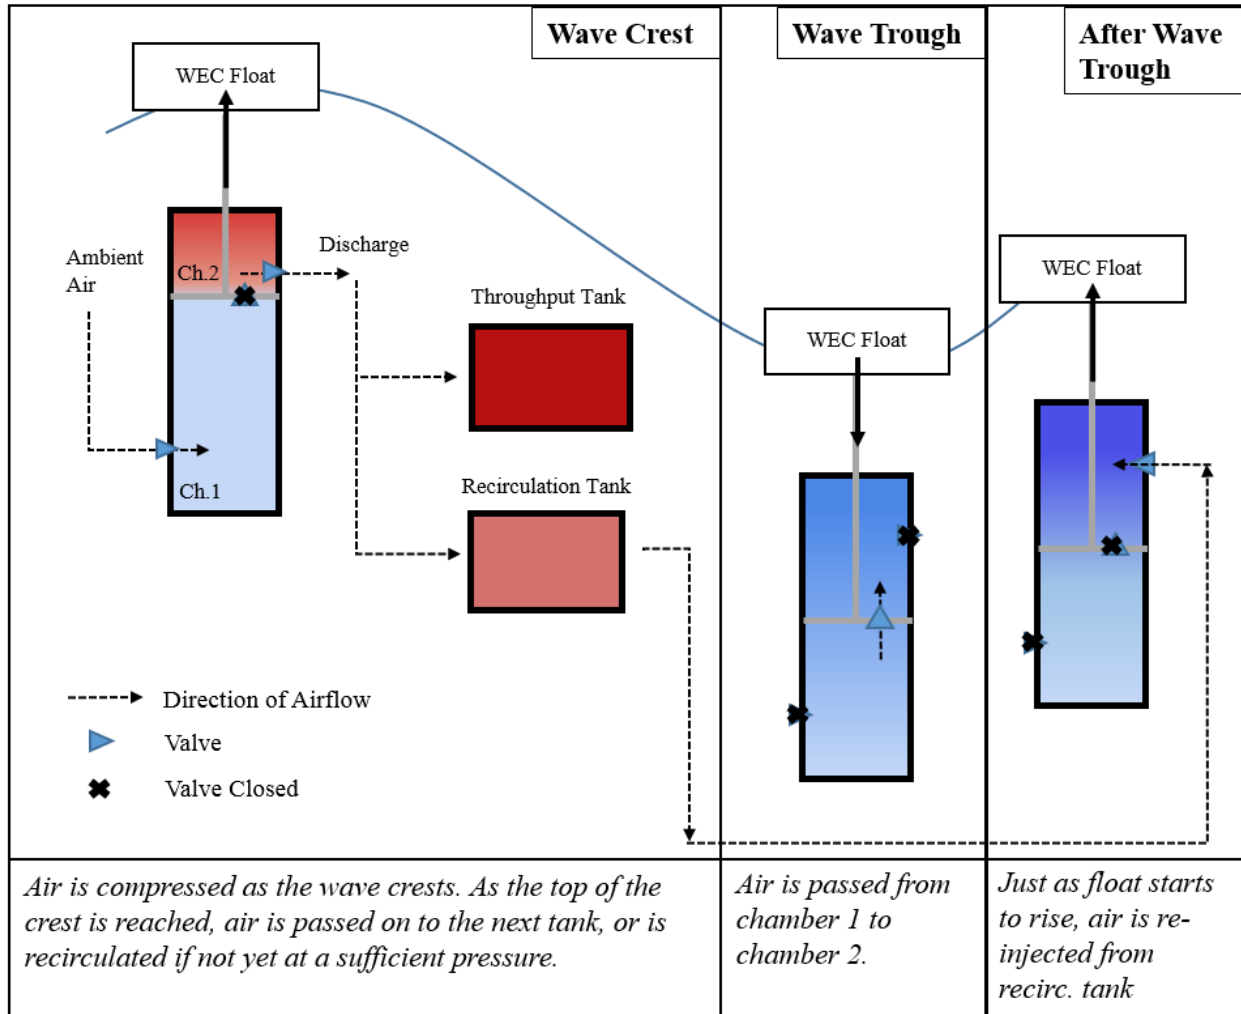 Wave Crest
Wave Trough
After Wave
Trough
WEC Float
WEC Float
WEC Float
Ambient
Air
Discharge
Ch.2
Throughput Tank
Ch.1
Recirculation Tank
Direction of Airflow
Valve
Valve Closed
Air is compressed as the wave crests. As the top of the
crest is reached, air is passed on to the next tank, or is
recirculated if not yet at a sufficient pressure.
Air is passed from
chamber 1 to
chamber 2.
Just as float starts
to rise, air is re-
injected from
recirc. tank